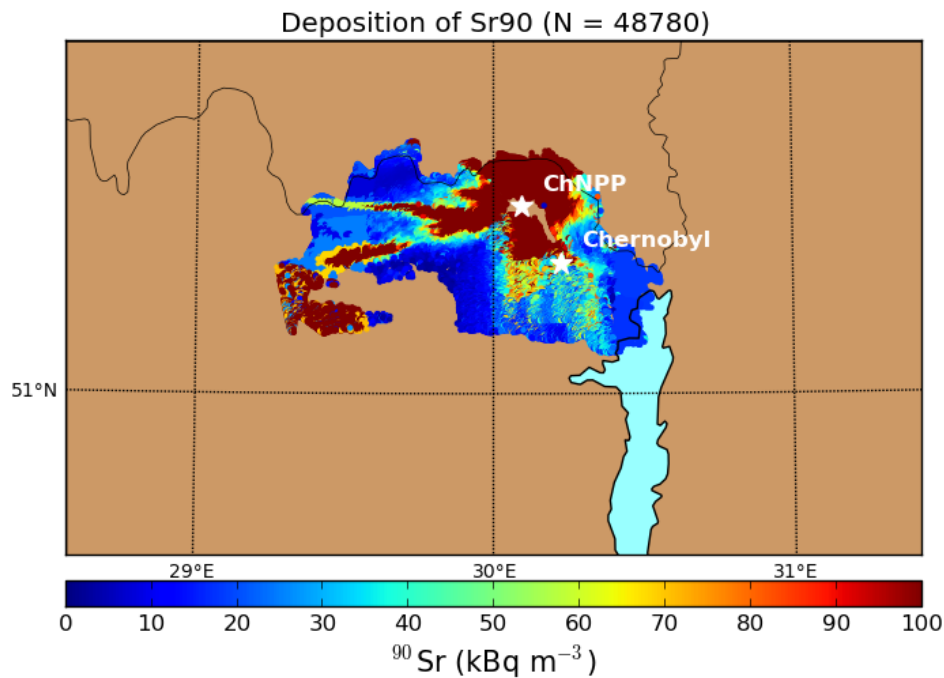 Deposition of Sr90 (N = 48780)
ChNPP
Chernobyl
51°N
29°E 30°E 31°E
0 10 20 30 40 50 60 70 80 90 100
⁹⁰Sr (kBq m⁻³)